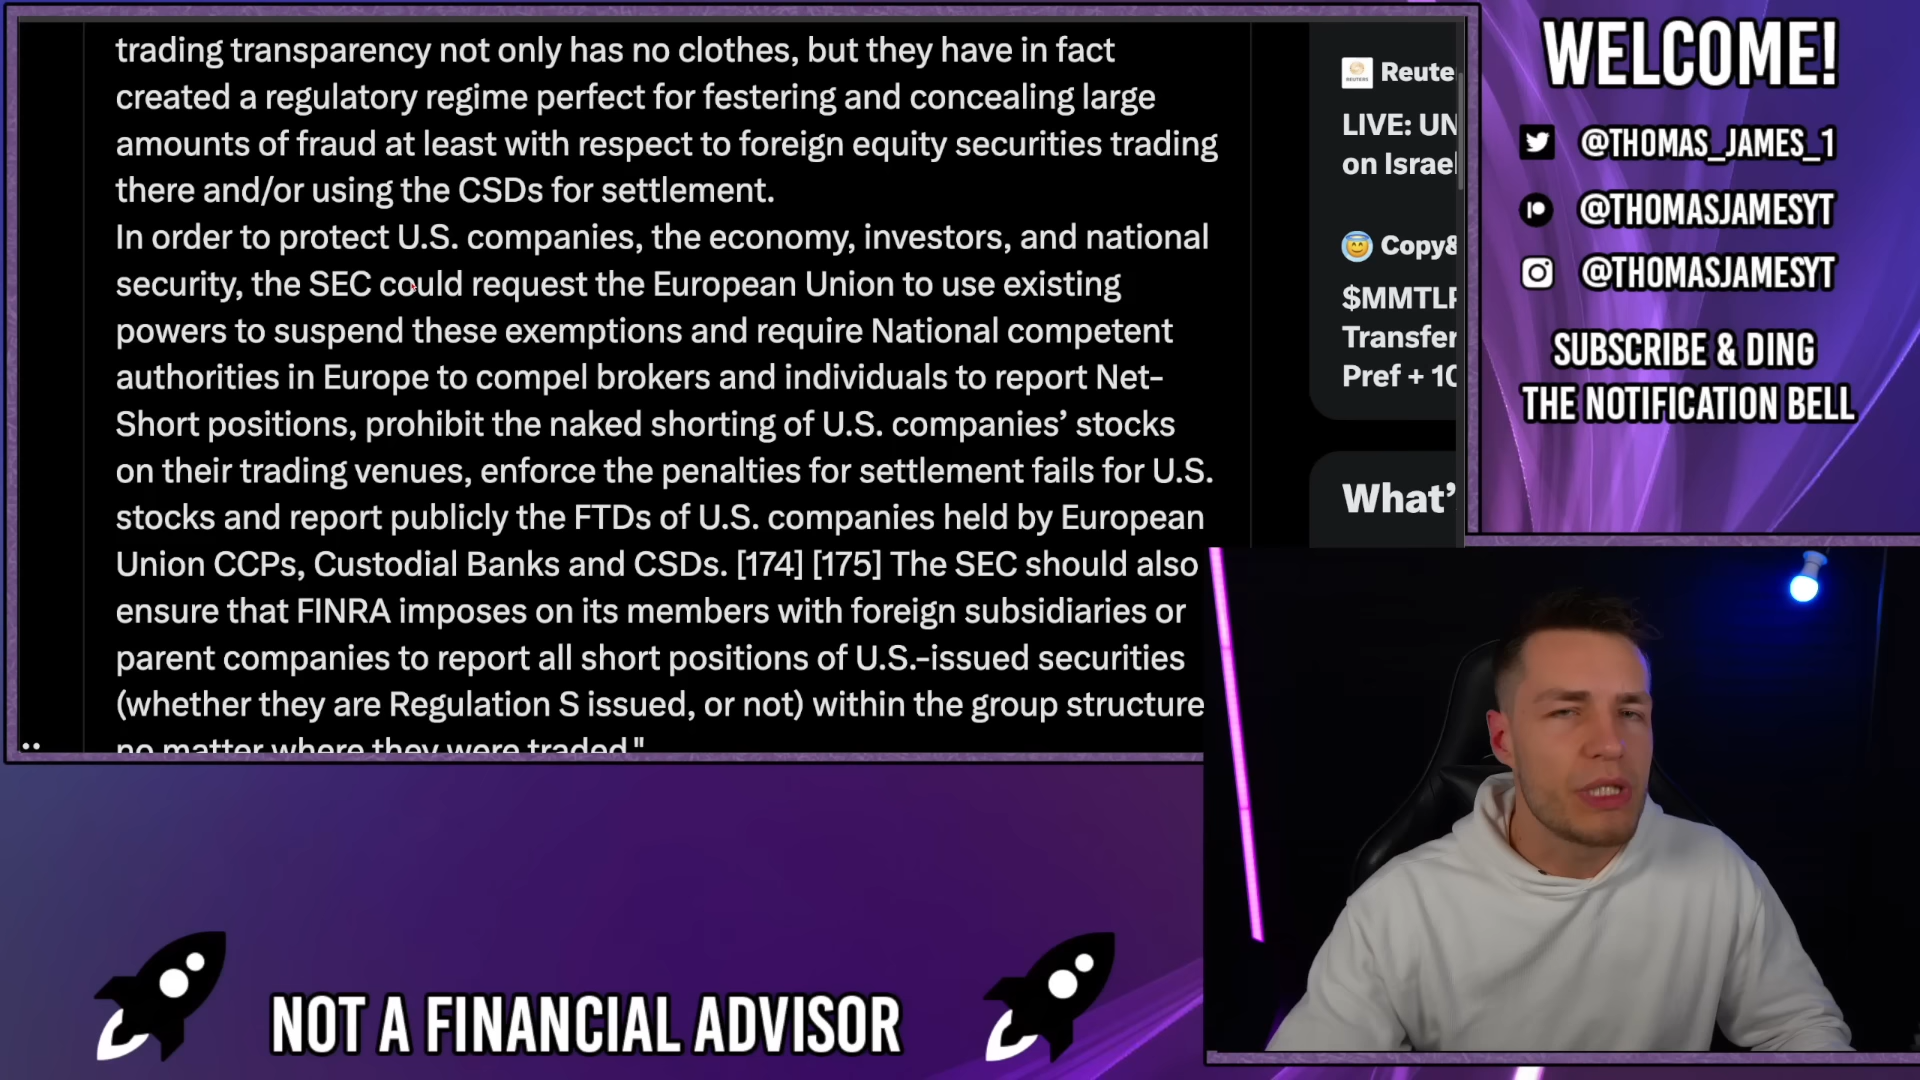 trading transparency not only has no clothes, but they have in fact
created a regulatory regime perfect for festering and concealing large
amounts of fraud at least with respect to foreign equity securities trading
there and/or using the CSDs for settlement.
In order to protect U.S. companies, the economy, investors, and national
security, the SEC could request the European Union to use existing
powers to suspend these exemptions and require National competent
authorities in Europe to compel brokers and individuals to report Net-
Short positions, prohibit the naked shorting of U.S. companies’ stocks
on their trading venues, enforce the penalties for settlement fails for U.S.
stocks and report publicly the FTDs of U.S. companies held by European
Union CCPs, Custodial Banks and CSDs. [174] [175] The SEC should also
ensure that FINRA imposes on its members with foreign subsidiaries or
parent companies to report all short positions of U.S.-issued securities
(whether they are Regulation S issued, or not) within the group structure
no matter where they were traded."
Reute
LIVE: UN
on Israel
Copy&
$MMTLP
Transfer
Pref + 10
What’
WELCOME!
@THOMAS_JAMES_1
@THOMASJAMESYT
@THOMASJAMESYT
SUBSCRIBE & DING
THE NOTIFICATION BELL
NOT A FINANCIAL ADVISOR